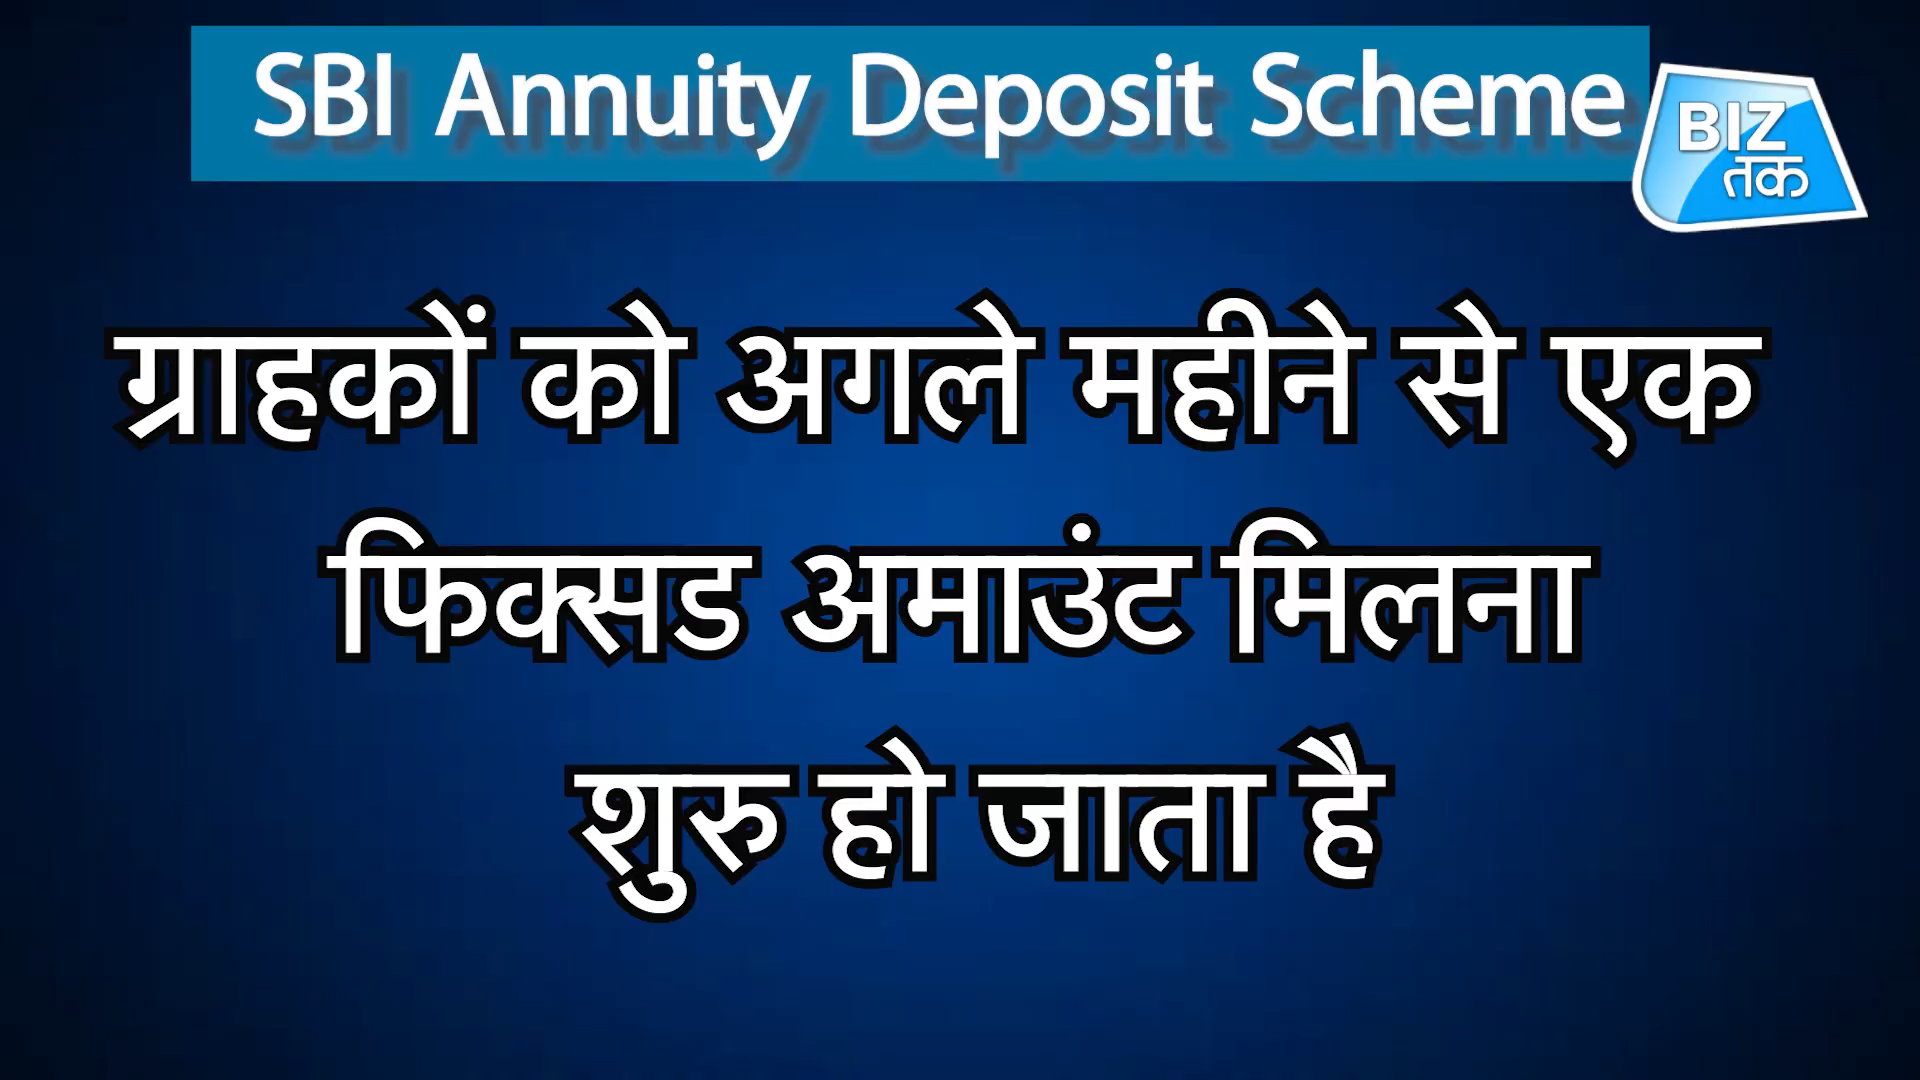 SBI Annuity Deposit Scheme
BIZ
तक
ग्राहकों को अगले महीने से एक
फिक्सड अमाउंट मिलना
शुरु हो जाता है